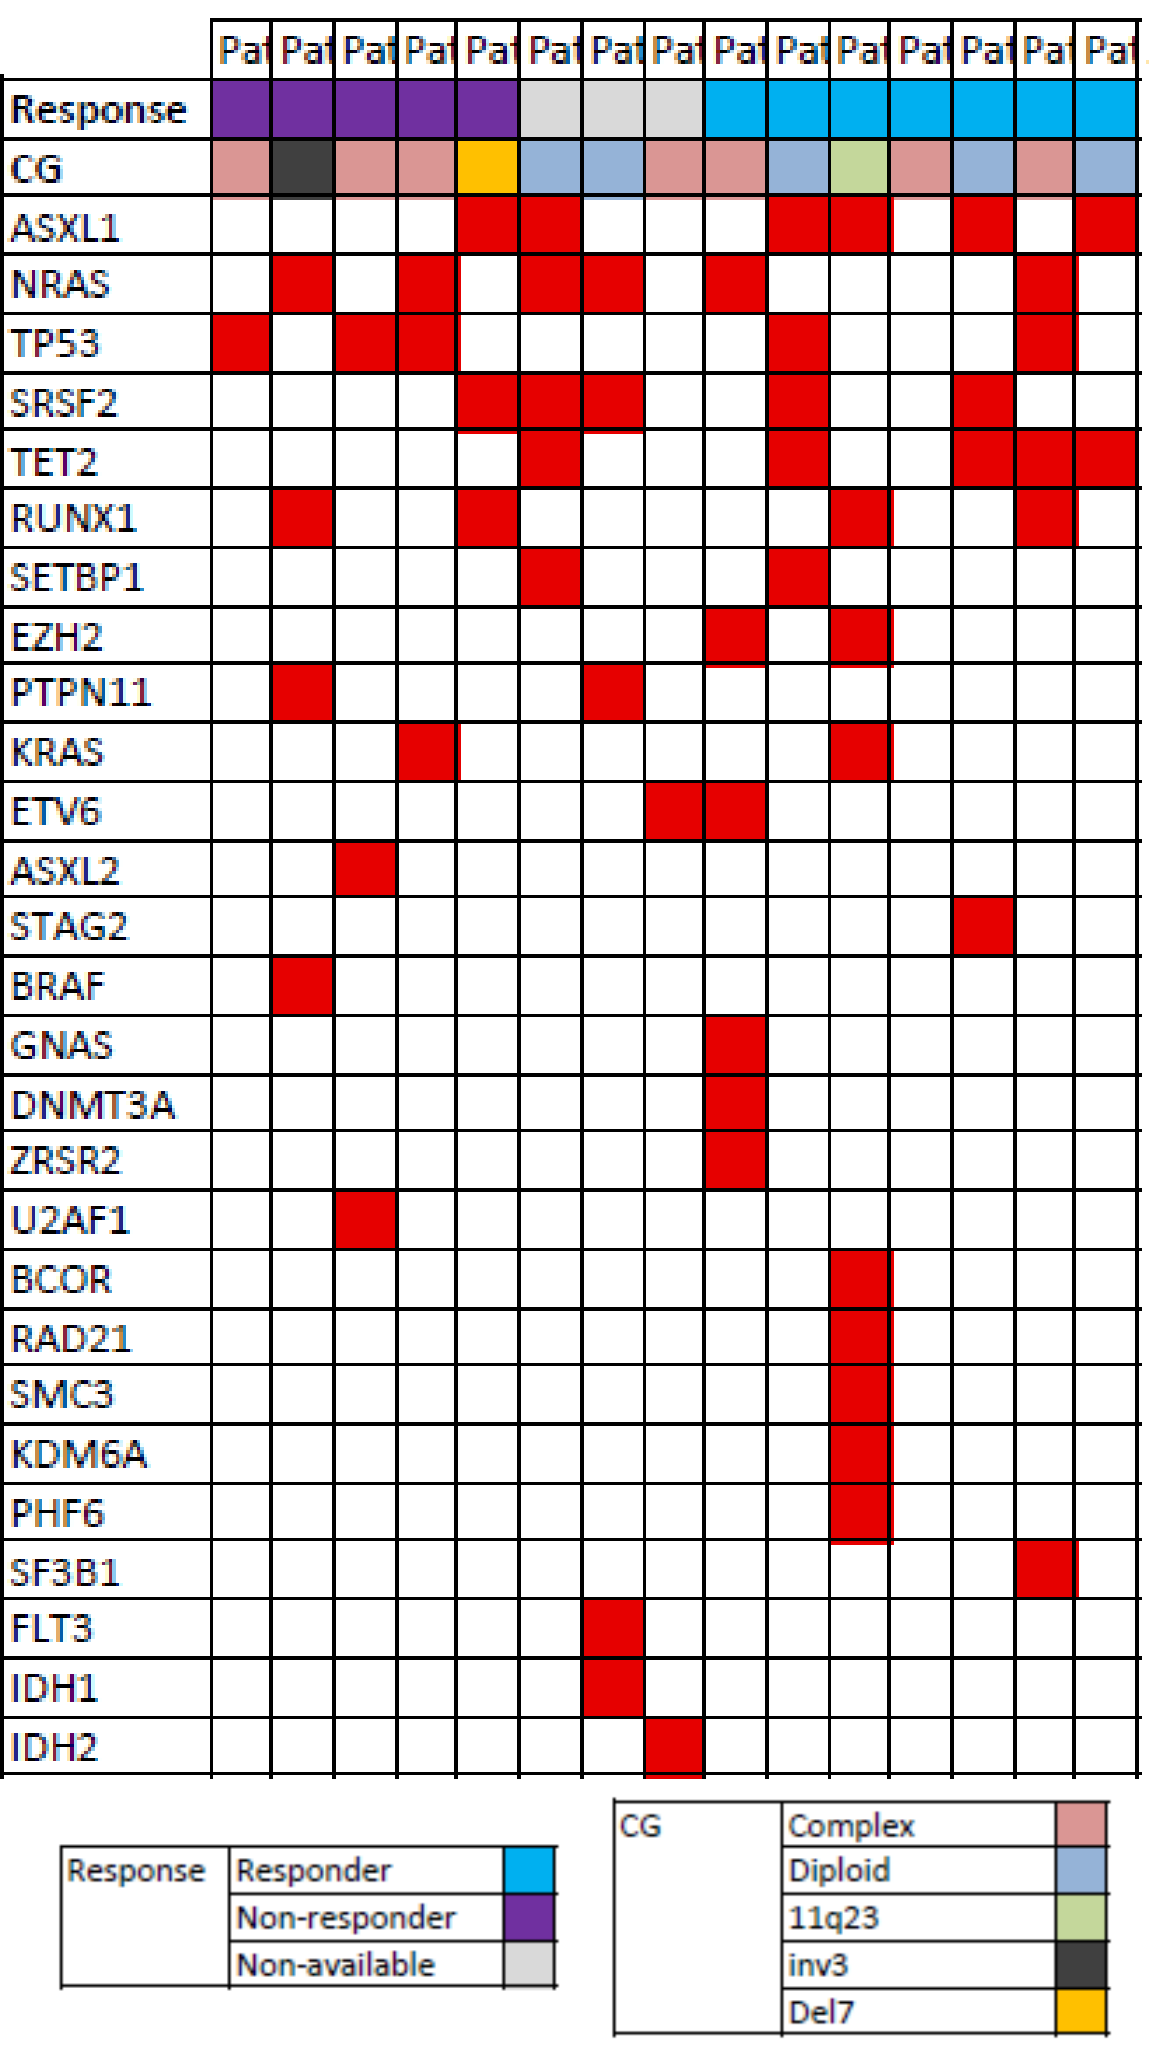 Pat Pat Pat Pat Pat Pat Pat Pat Pat Pat Pat Pat Pat Pat Pat
Response
CG
ASXL1
NRAS
TP53
SRSF2
TET2
RUNX1
SETBP1
EZH2
PTPN11
KRAS
ETV6
ASXL2
STAG2
BRAF
GNAS
DNMT3A
ZRSR2
U2AF1
BCOR
RAD21
SMC3
KDM6A
PHF6
SF3B1
FLT3
IDH1
IDH2
Response Responder
Non-responder
Non-available
CG Complex
Diploid
11q23
inv3
Del7